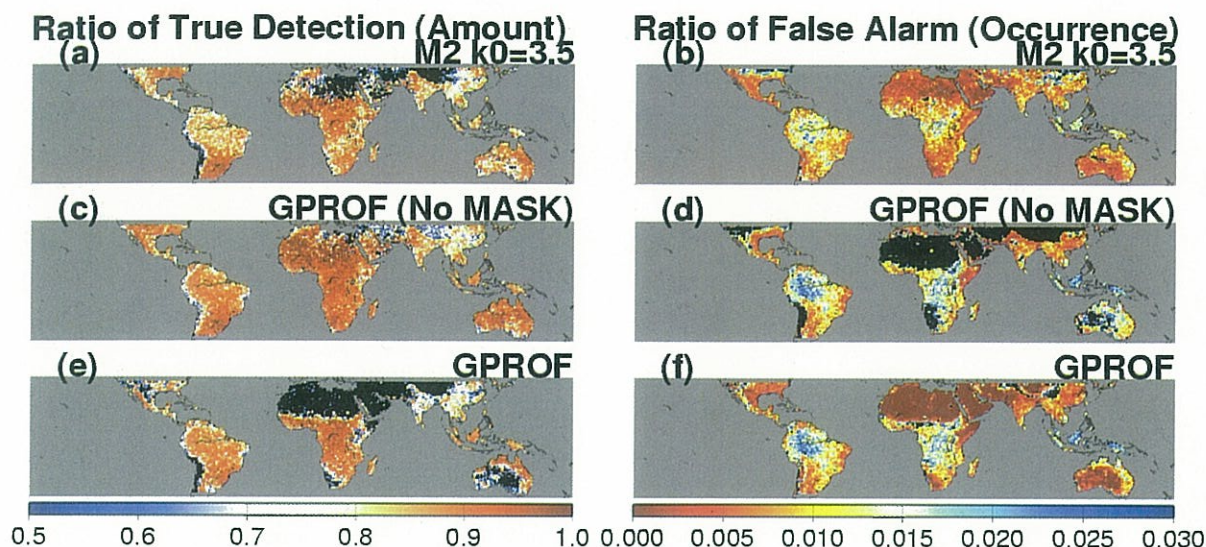 Ratio of True Detection (Amount)
(a) M2 k0=3.5
(c) GPROF (No MASK)
(e) GPROF
0.5 0.6 0.7 0.8 0.9 1.0
Ratio of False Alarm (Occurrence)
(b) M2 k0=3.5
(d) GPROF (No MASK)
(f) GPROF
0.000 0.005 0.010 0.015 0.020 0.025 0.030